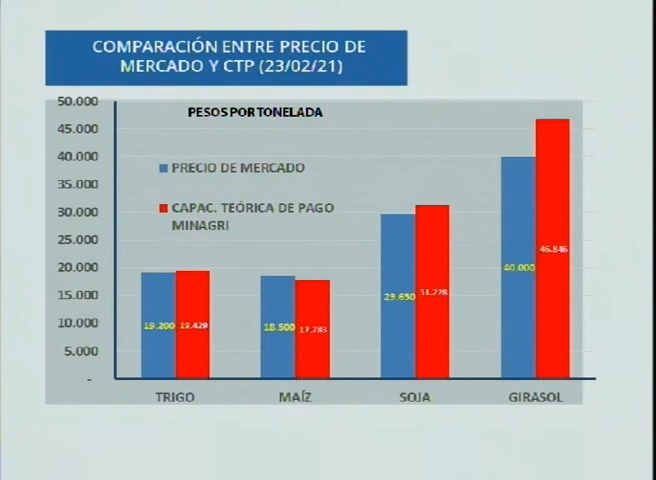 COMPARACIÓN ENTRE PRECIO DE
MERCADO Y CTP (23/02/21)
PESOS POR TONELADA
50.000
45.000
40.000
35.000
30.000
25.000
20.000
15.000
10.000
5.000
-
PRECIO DE MERCADO
CAPAC. TEÓRICA DE PAGO
MINAGRI
19.200 19.429
18.500 17.283
29.650 31.228
40.000 46.846
TRIGO MAÍZ SOJA GIRASOL